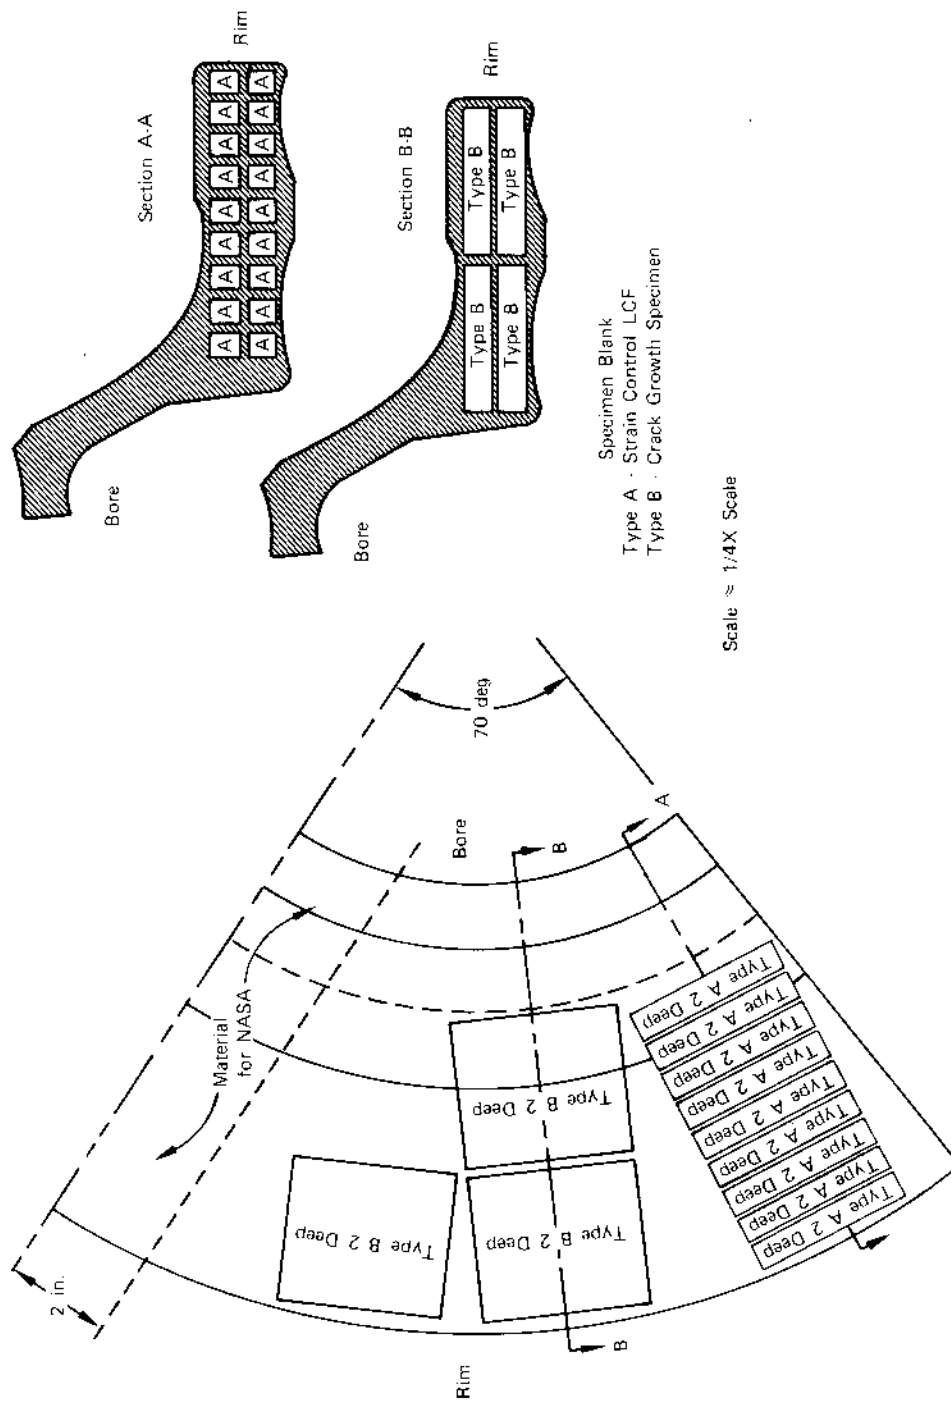 2 in.
Material
for NASA
70 deg
Bore
Rim
Type B 2 Deep
Type B 2 Deep
Type B 2 Deep
B
B
A
Type A 2 Deep
Type A 2 Deep
Type A 2 Deep
Type A 2 Deep
Type A 2 Deep
Type A 2 Deep
Type A 2 Deep
Type A 2 Deep
Type A 2 Deep
Section A-A
Bore
Rim
A A A A A A A A A
A A A A A A A A A
Section B-B
Bore
Rim
Type B Type B
Type B Type B
Specimen Blank
Type A - Strain Control LCF
Type B - Crack Growth Specimen
Scale ≈ 1/4X Scale